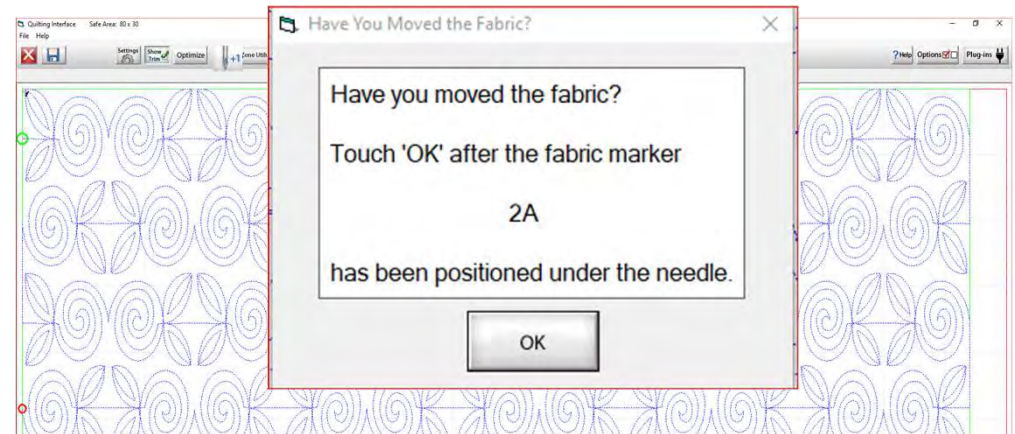 Quilting Interface Safe Area: 80 x 30
File Help
Settings
Show Trim
Optimize
+1
?Help
Options
Plug-ins
Have You Moved the Fabric?
Have you moved the fabric?
Touch 'OK' after the fabric marker
2A
has been positioned under the needle.
OK